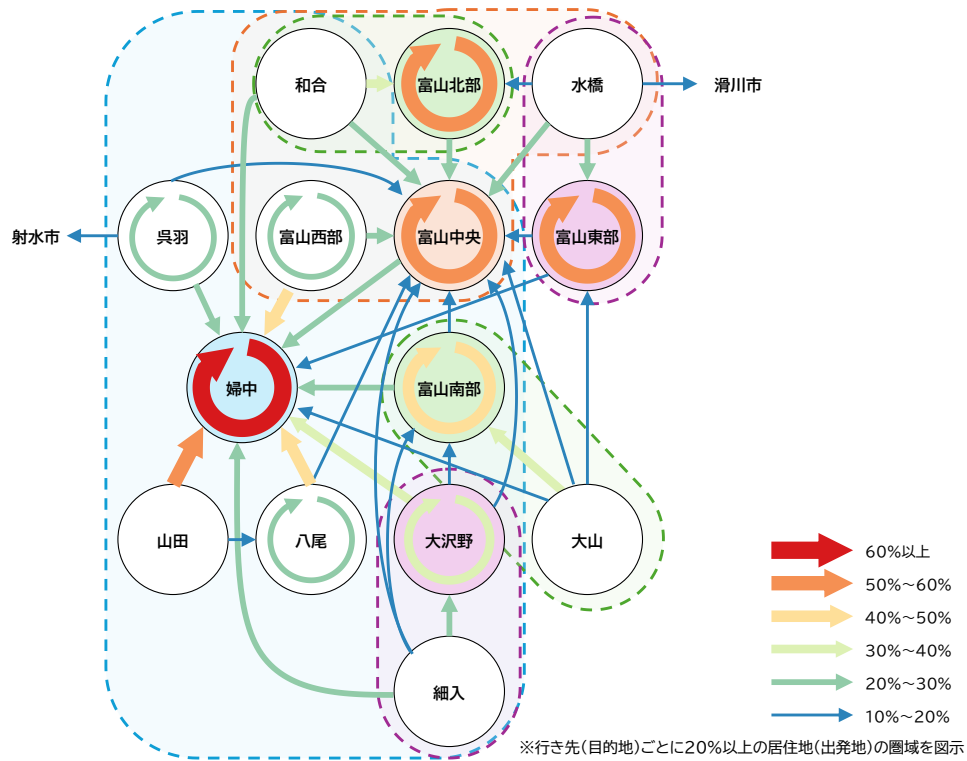 和合
富山北部
水橋
滑川市
射水市
呉羽
富山西部
富山中央
富山東部
婦中
富山南部
山田
八尾
大沢野
大山
細入
60%以上
50%～60%
40%～50%
30%～40%
20%～30%
10%～20%
※行き先(目的地)ごとに20%以上の居住地(出発地)の圏域を図示